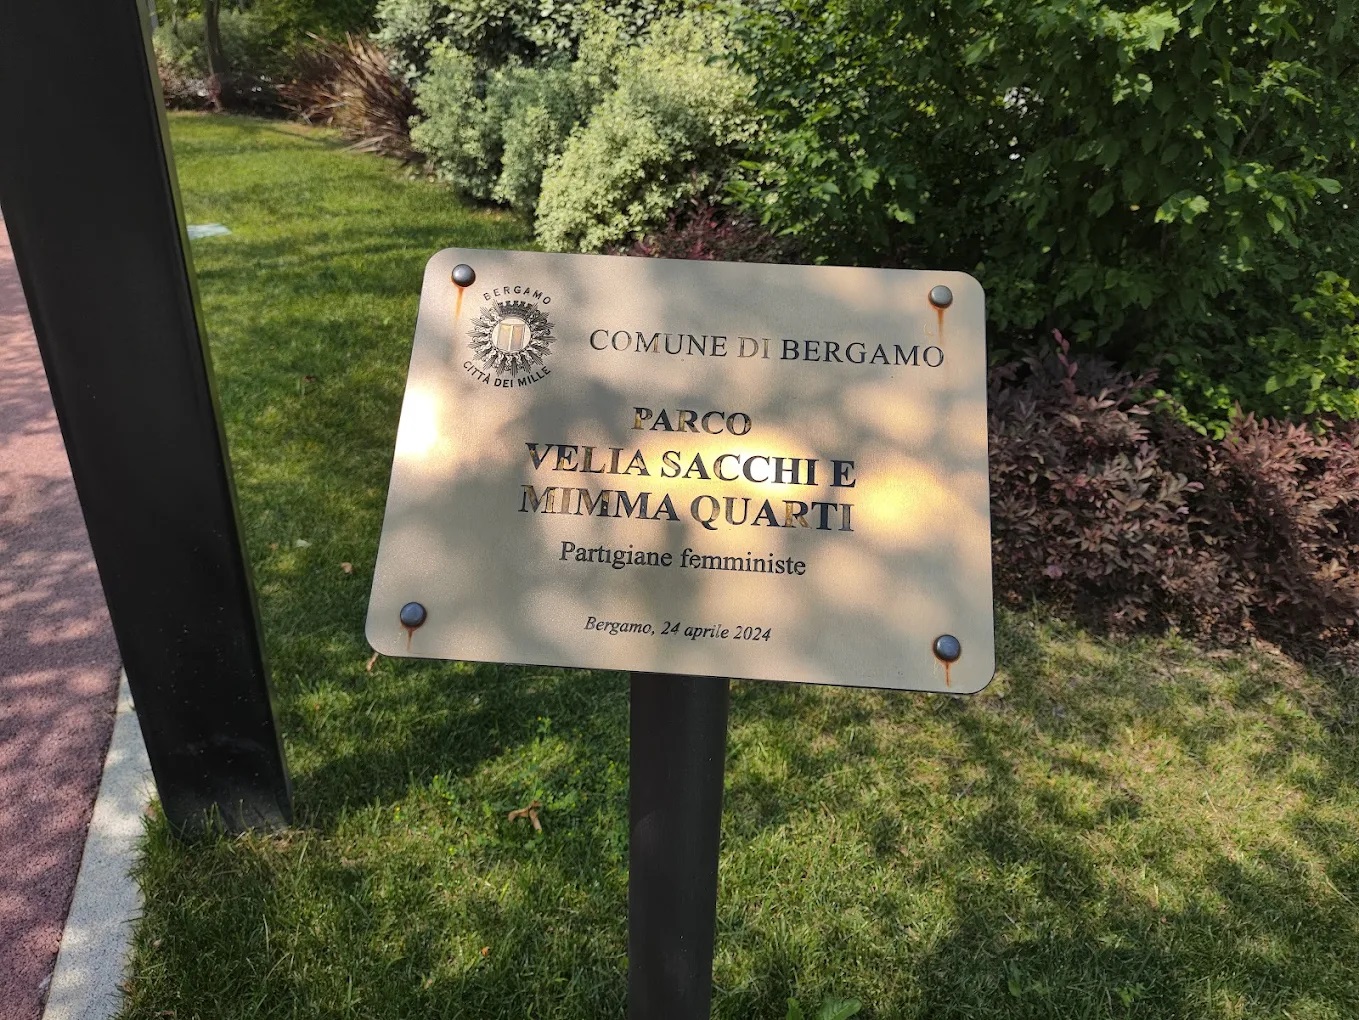 BERGAMO
CITTÀ DEI MILLE
COMUNE DI BERGAMO
PARCO
VELIA SACCHI E
MIMMA QUARTI
Partigiane femministe
Bergamo, 24 aprile 2024